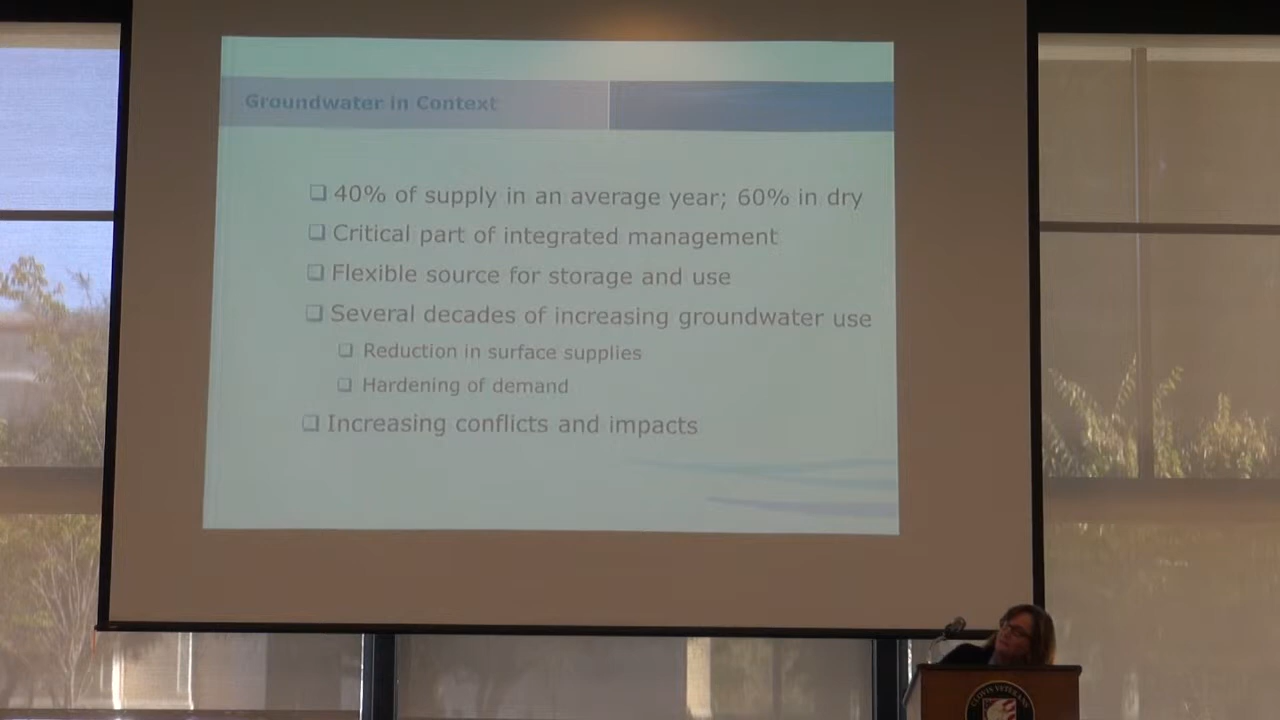 Groundwater in Context
40% of supply in an average year; 60% in dry
Critical part of integrated management
Flexible source for storage and use
Several decades of increasing groundwater use
Reduction in surface supplies
Hardening of demand
Increasing conflicts and impacts
CLOVIS VETERANS